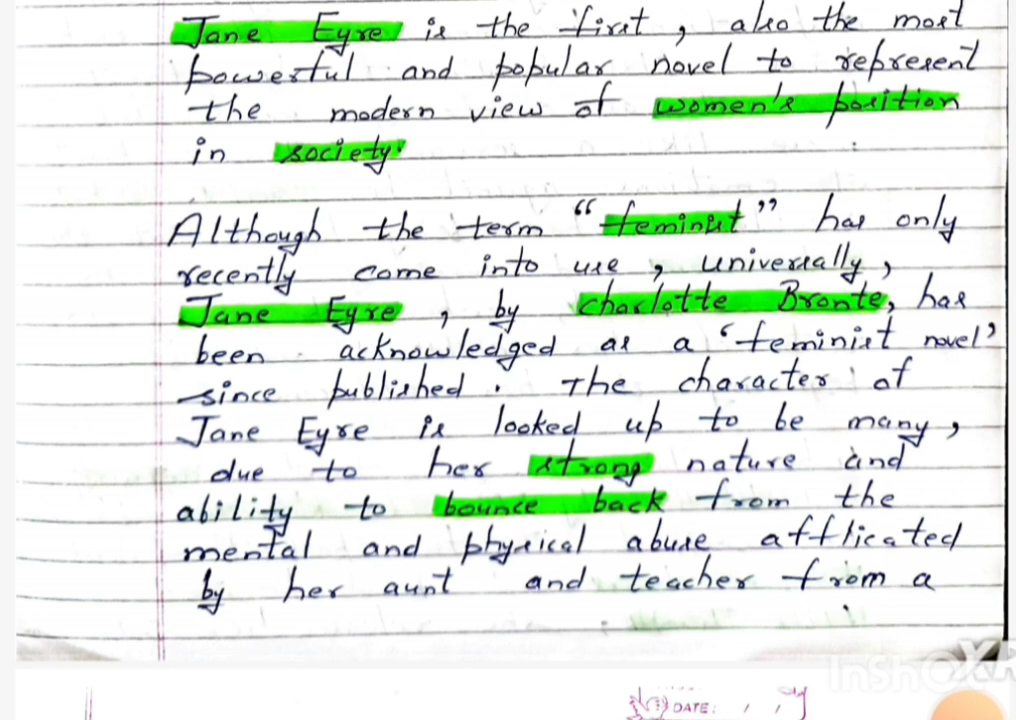 Jane Eyre is the first, also the most
powerful and popular novel to represent
the modern view of women's position
in society.
Although the term "feminist" has only
recently come into use, universally,
Jane Eyre, by charlotte Bronte, has
been acknowledged as a 'feminist novel'
since published. The character of
Jane Eyre is looked up to be many,
due to her strong nature and
ability to bounce back from the
mental and physical abuse afflicated
by her aunt and teacher from a
InShOt
DATE: